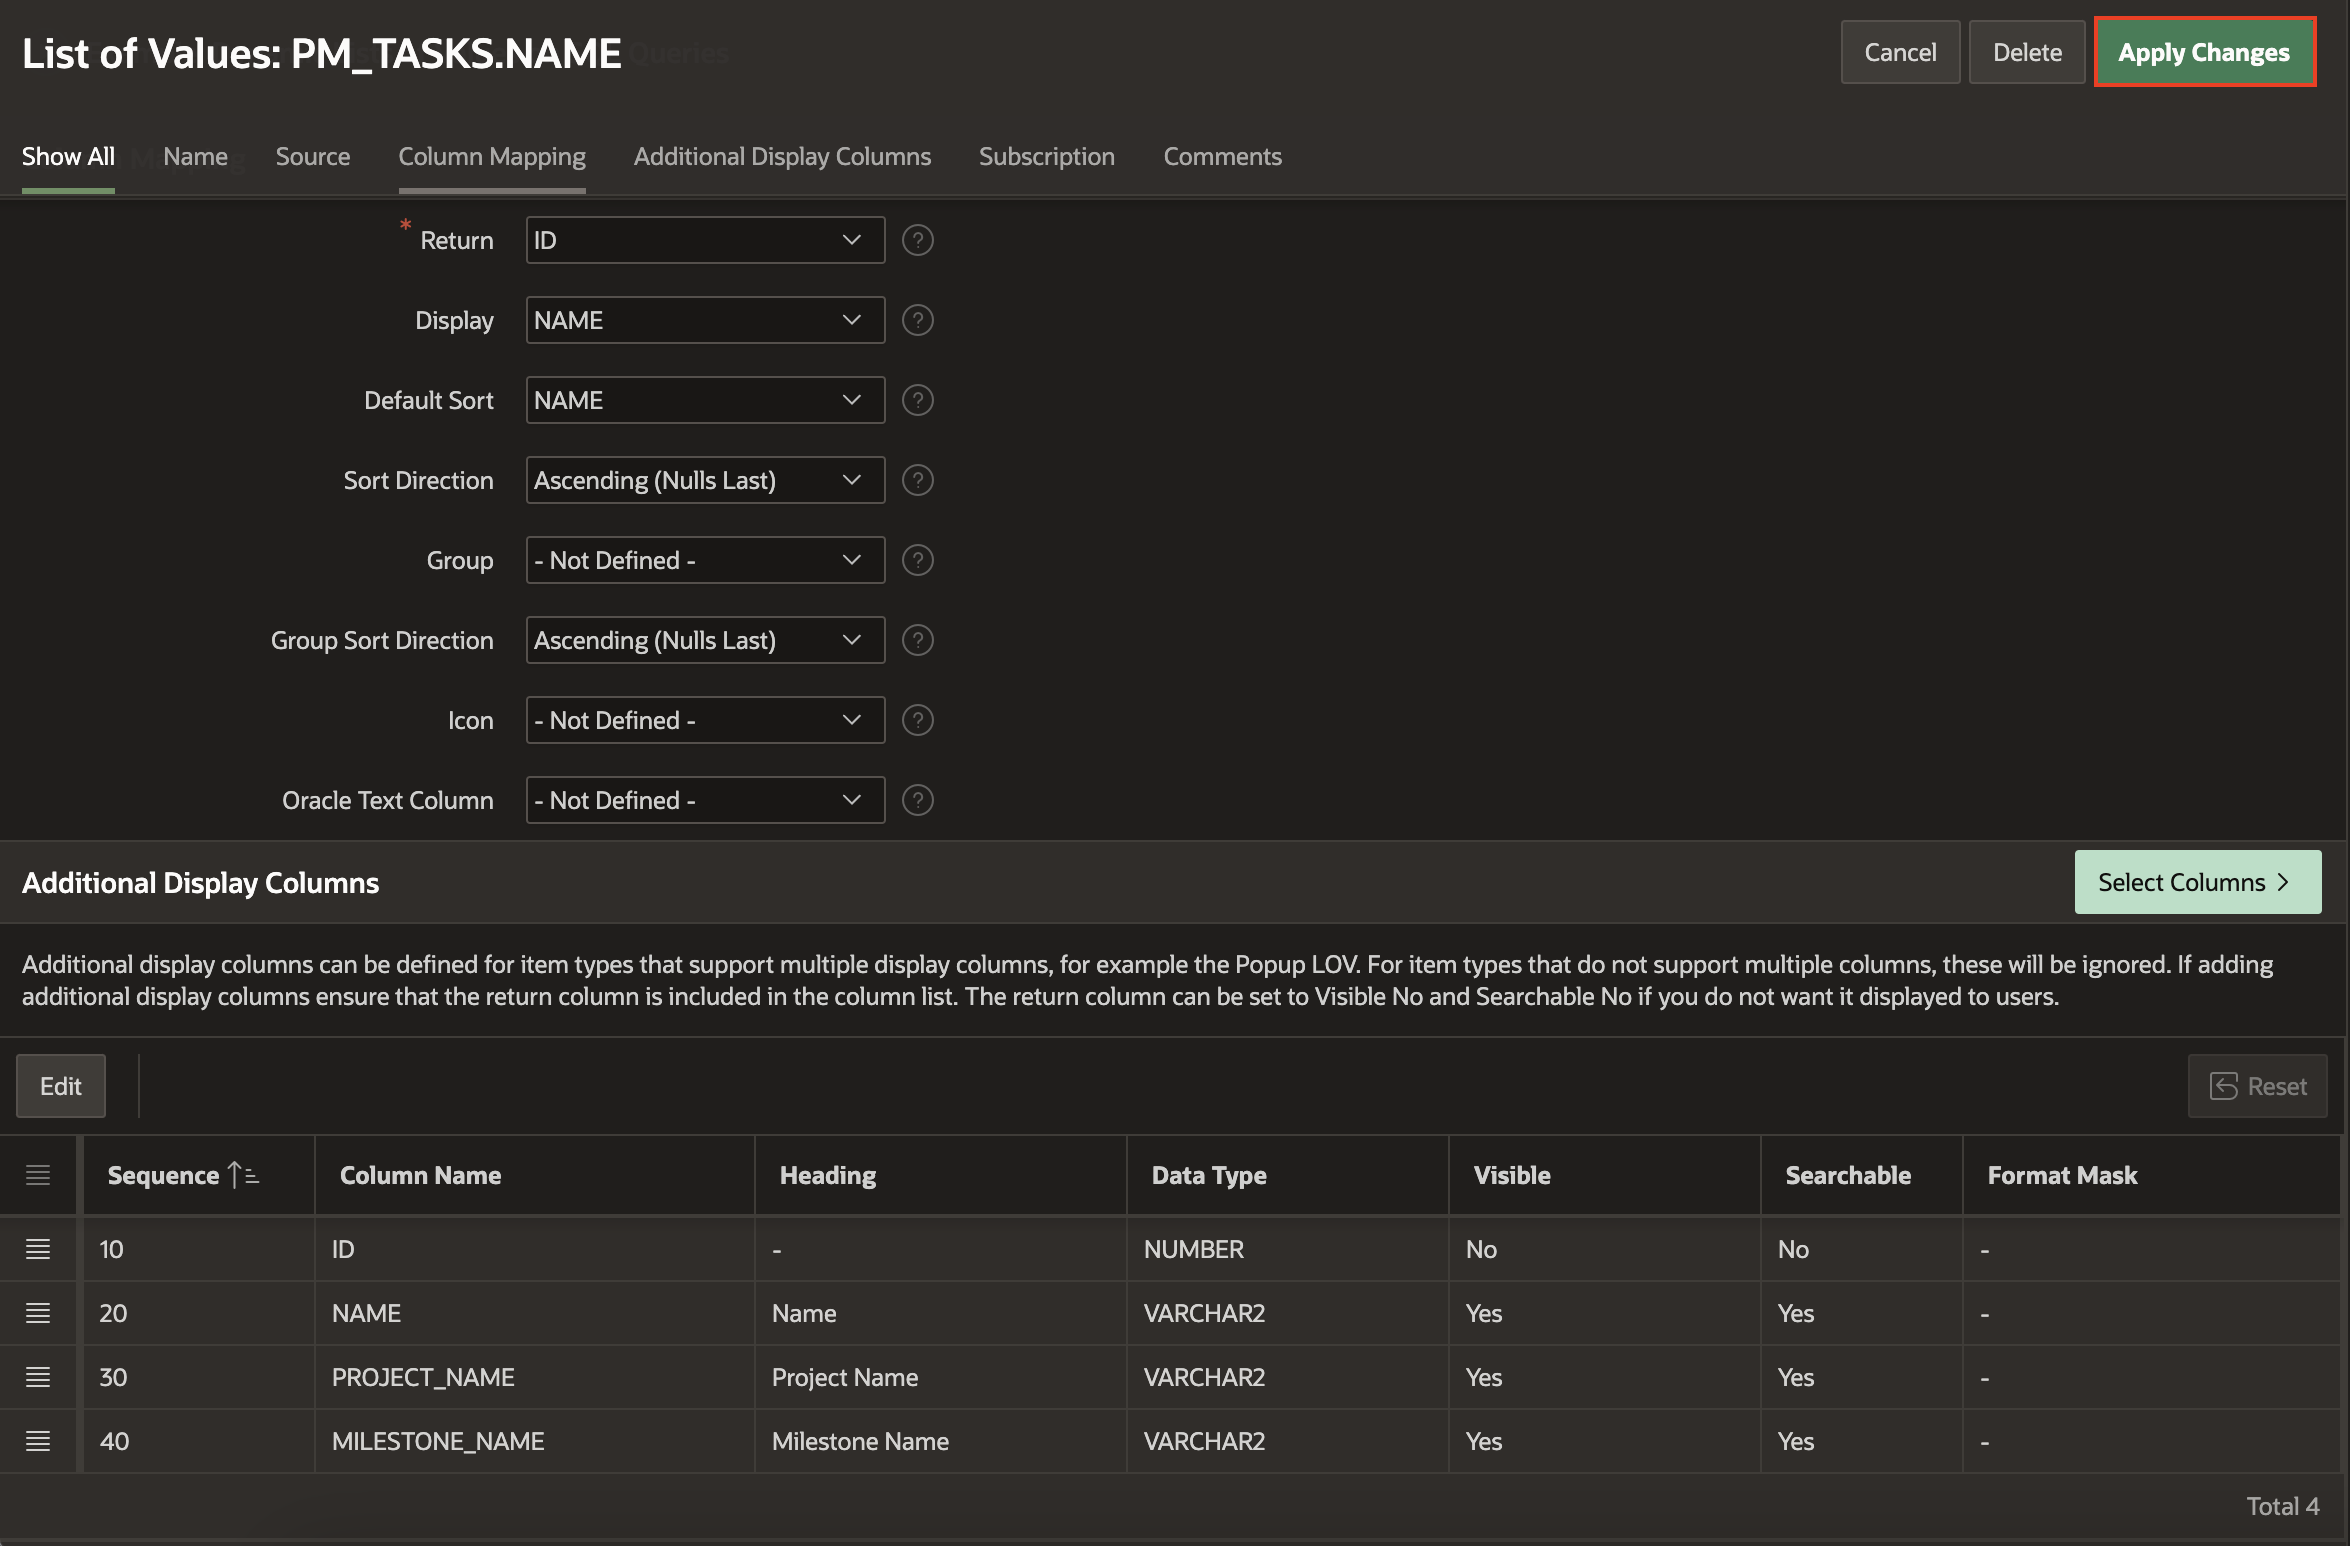 List of Values: PM_TASKS.NAME
Queries
Cancel
Delete
Apply Changes
Show All
Name
Source
Column Mapping
Additional Display Columns
Subscription
Comments
Mapping
* Return
ID
?
Display
NAME
?
Default Sort
NAME
?
Sort Direction
Ascending (Nulls Last)
?
Group
- Not Defined -
?
Group Sort Direction
Ascending (Nulls Last)
?
Icon
- Not Defined -
?
Oracle Text Column
- Not Defined -
?
Additional Display Columns
Select Columns
Additional display columns can be defined for item types that support multiple display columns, for example the Popup LOV. For item types that do not support multiple columns, these will be ignored. If adding
additional display columns ensure that the return column is included in the column list. The return column can be set to Visible No and Searchable No if you do not want it displayed to users.
Edit
Reset
Sequence Column Name Heading Data Type Visible Searchable Format Mask
10 ID - NUMBER No No -
20 NAME Name VARCHAR2 Yes Yes -
30 PROJECT_NAME Project Name VARCHAR2 Yes Yes -
40 MILESTONE_NAME Milestone Name VARCHAR2 Yes Yes -
Total 4